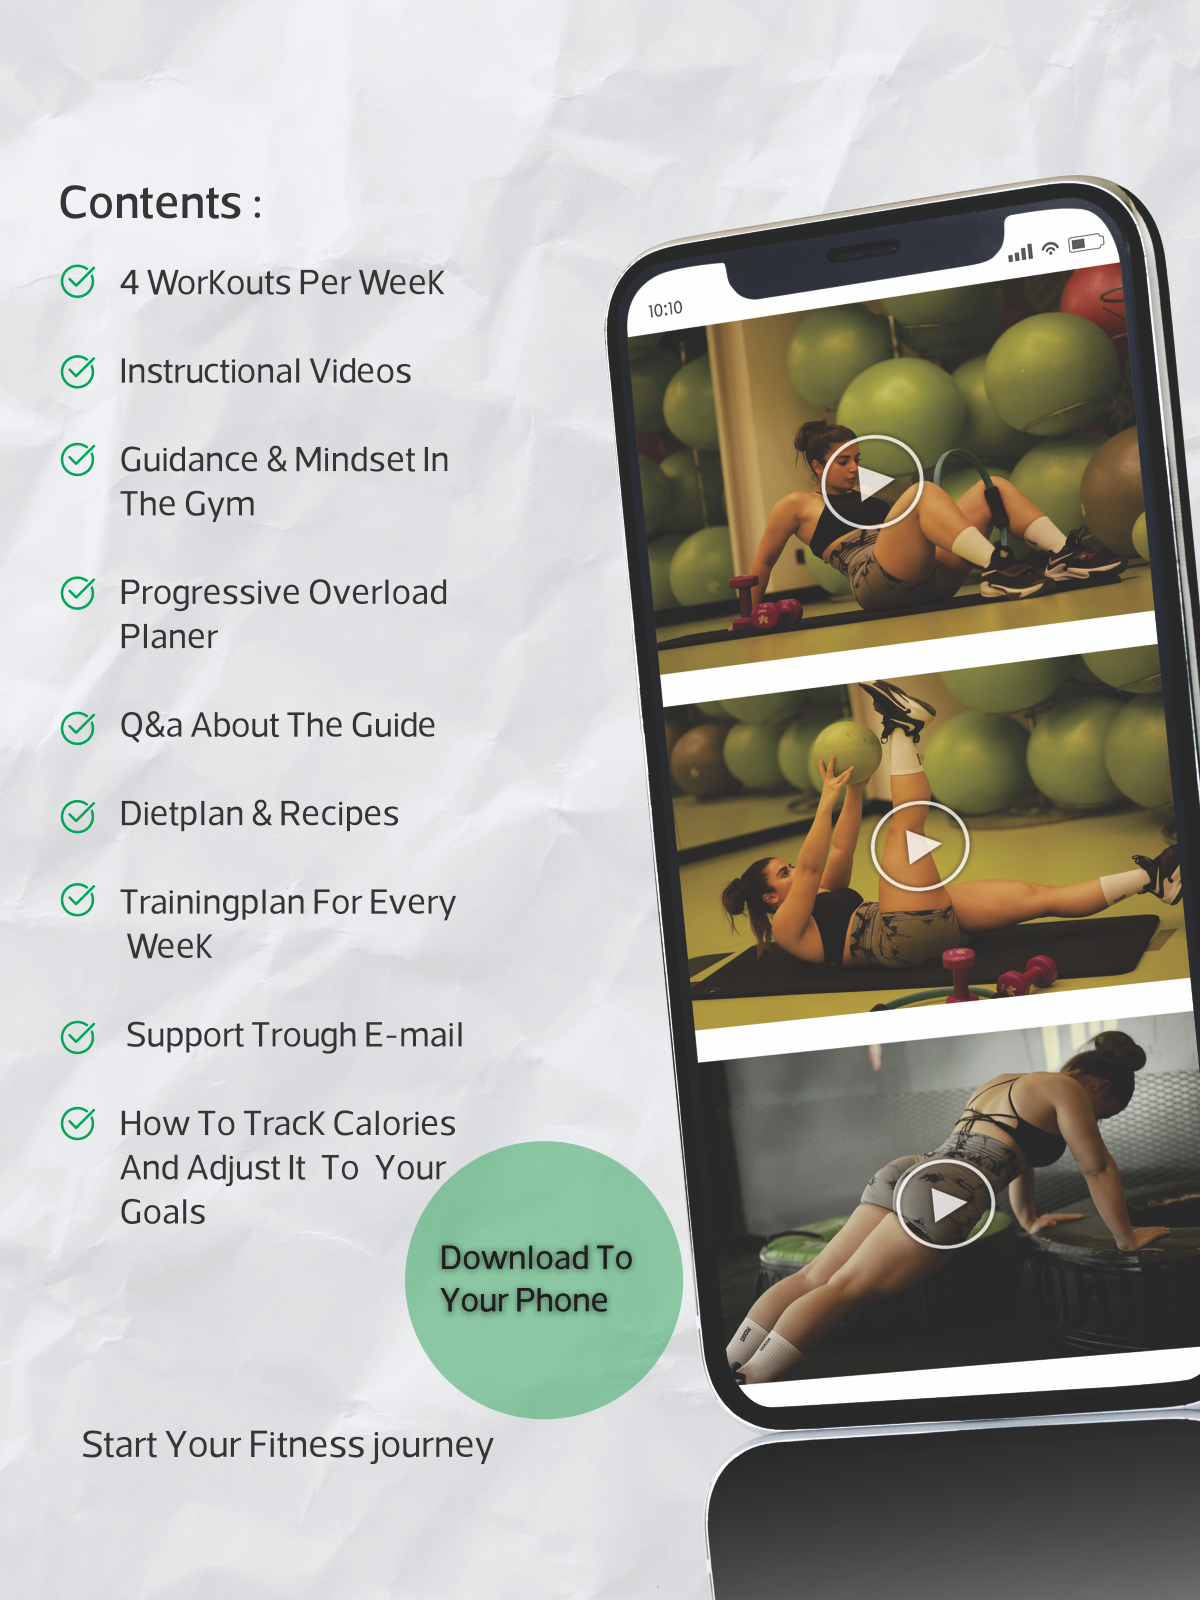 Contents :
4 WorKouts Per WeeK
Instructional Videos
Guidance & Mindset In
The Gym
Progressive Overload
Planer
Q&a About The Guide
Dietplan & Recipes
Trainingplan For Every
WeeK
Support Trough E-mail
How To TracK Calories
And Adjust It To Your
Goals
Download To
Your Phone
Start Your Fitness journey
10:10